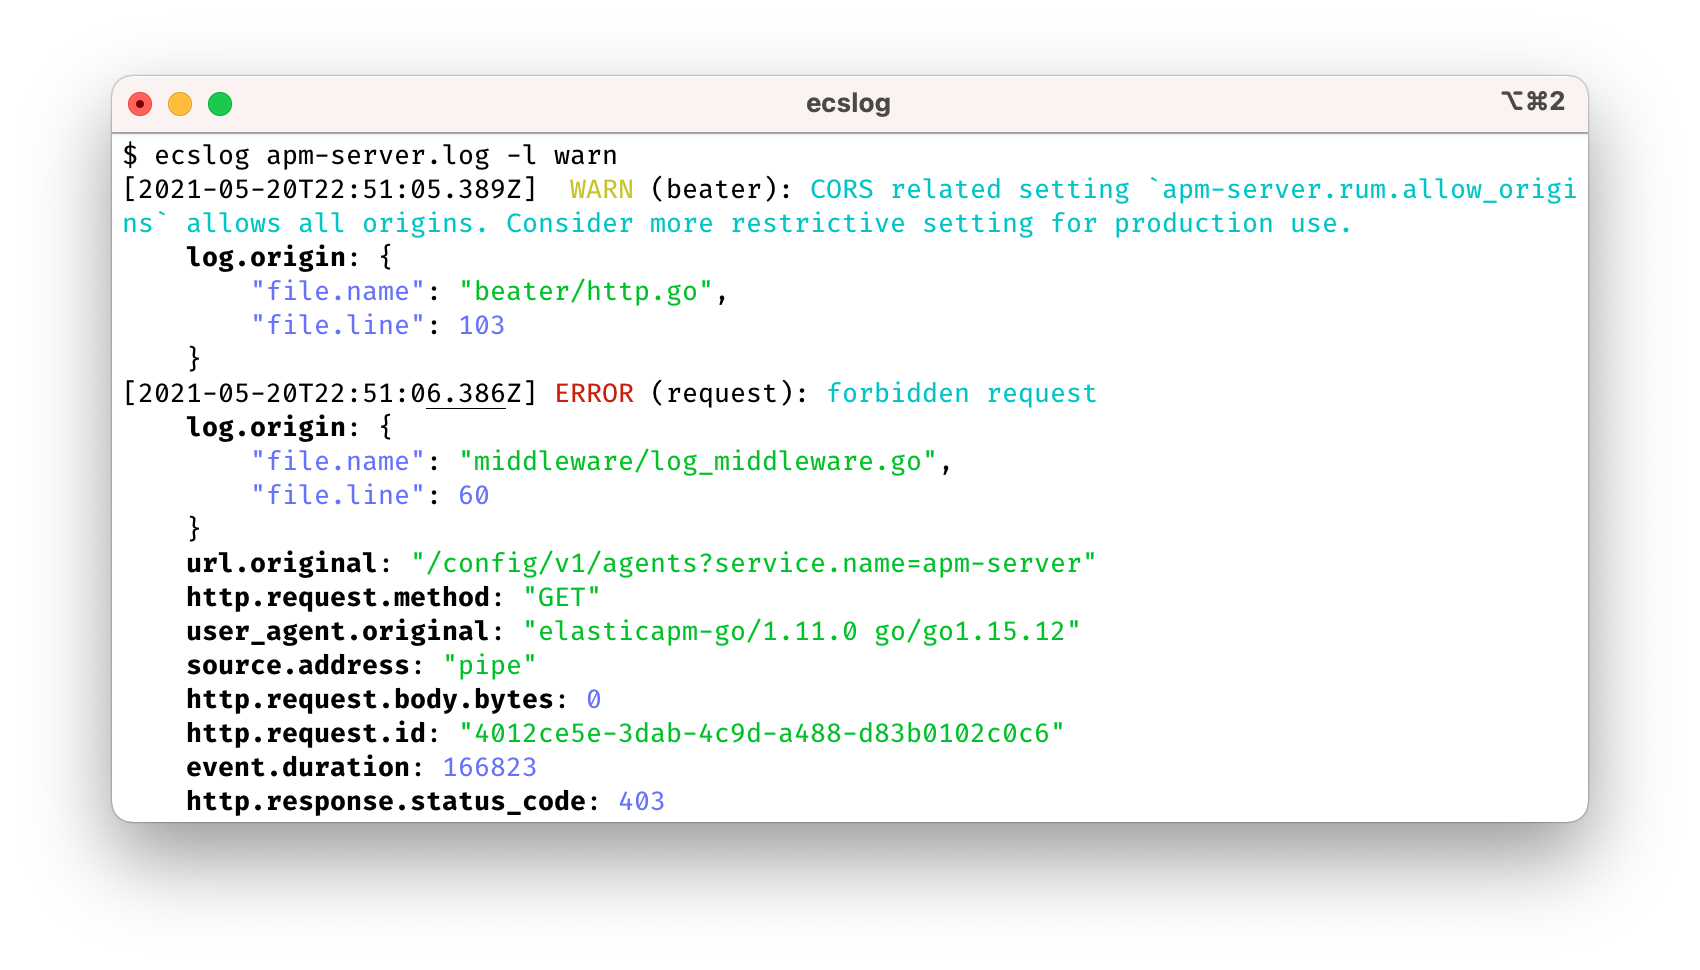 ecslog
⌥⌘2
$ ecslog apm-server.log -l warn
[2021-05-20T22:51:05.389Z]  WARN (beater): CORS related setting `apm-server.rum.allow_origi
ns` allows all origins. Consider more restrictive setting for production use.
    log.origin: {
        "file.name": "beater/http.go",
        "file.line": 103
    }
[2021-05-20T22:51:06.386Z] ERROR (request): forbidden request
    log.origin: {
        "file.name": "middleware/log_middleware.go",
        "file.line": 60
    }
    url.original: "/config/v1/agents?service.name=apm-server"
    http.request.method: "GET"
    user_agent.original: "elasticapm-go/1.11.0 go/go1.15.12"
    source.address: "pipe"
    http.request.body.bytes: 0
    http.request.id: "4012ce5e-3dab-4c9d-a488-d83b0102c0c6"
    event.duration: 166823
    http.response.status_code: 403